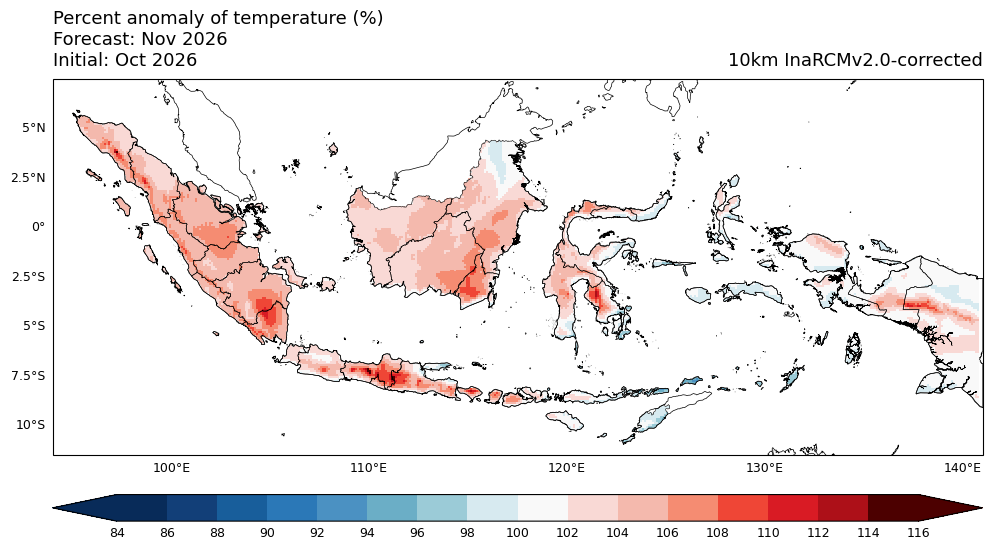 Percent anomaly of temperature (%)
Forecast: Nov 2026
Initial: Oct 2026
10km InaRCMv2.0-corrected
5°N
2.5°N
0°
2.5°S
5°S
7.5°S
10°S
100°E 110°E 120°E 130°E 140°E
84 86 88 90 92 94 96 98 100 102 104 106 108 110 112 114 116